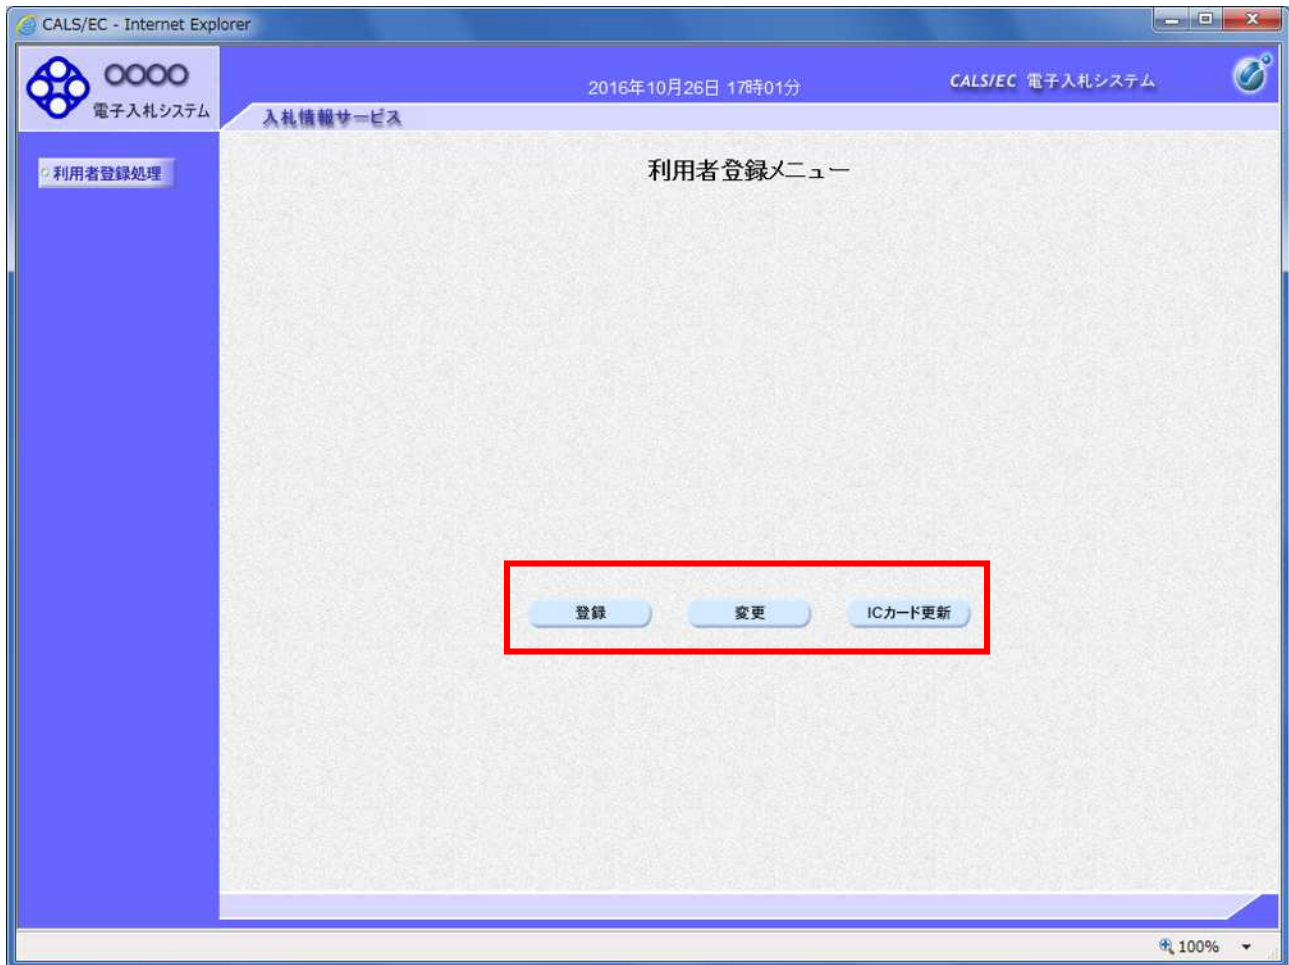 CALS/EC - Internet Explorer
〇〇〇〇
電子入札システム
2016年10月26日 17時01分
CALS/EC 電子入札システム
入札情報サービス
利用者登録処理
利用者登録メニュー
登録
変更
ICカード更新
100%